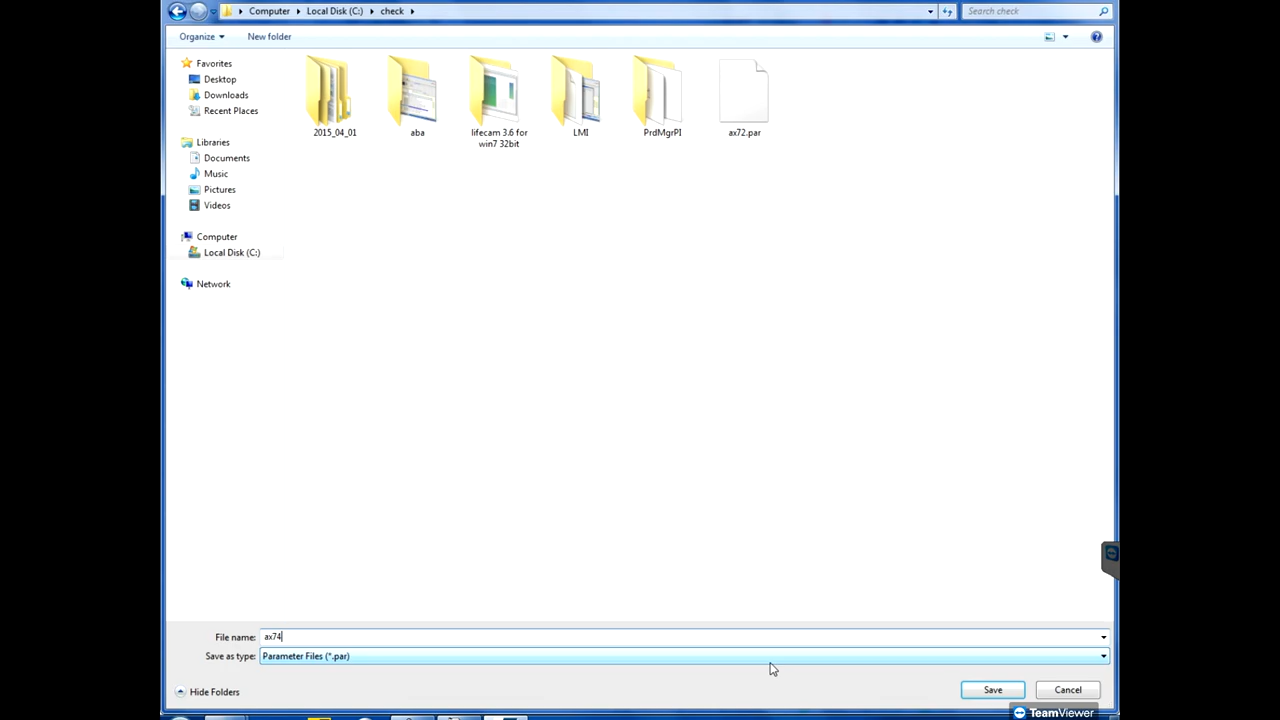 Computer Local Disk (C:) check
Search check
Organize
New folder
Favorites
Desktop
Downloads
Recent Places
Libraries
Documents
Music
Pictures
Videos
Computer
Local Disk (C:)
Network
2015_04_01
aba
lifecam 3.6 for
win7 32bit
LMI
PrdMgrPI
ax72.par
File name: ax74
Save as type: Parameter Files (*.par)
Hide Folders
Save
Cancel
TeamViewer